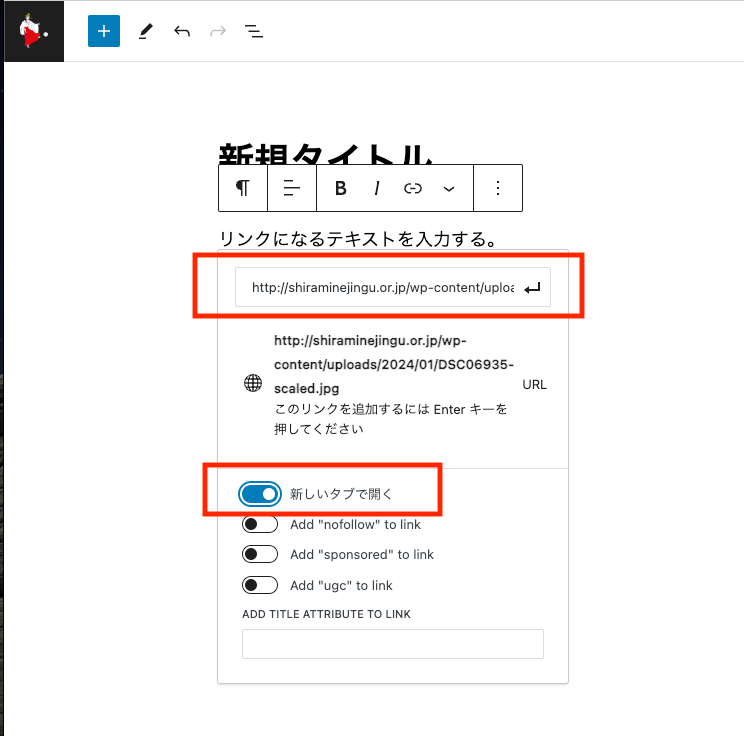 新規タイトル
B I
リンクになるテキストを入力する。
http://shiraminejingu.or.jp/wp-content/uploa
http://shiraminejingu.or.jp/wp-
content/uploads/2024/01/DSC06935-
scaled.jpg
URL
このリンクを追加するには Enter キーを
押してください
新しいタブで開く
Add "nofollow" to link
Add "sponsored" to link
Add "ugc" to link
ADD TITLE ATTRIBUTE TO LINK